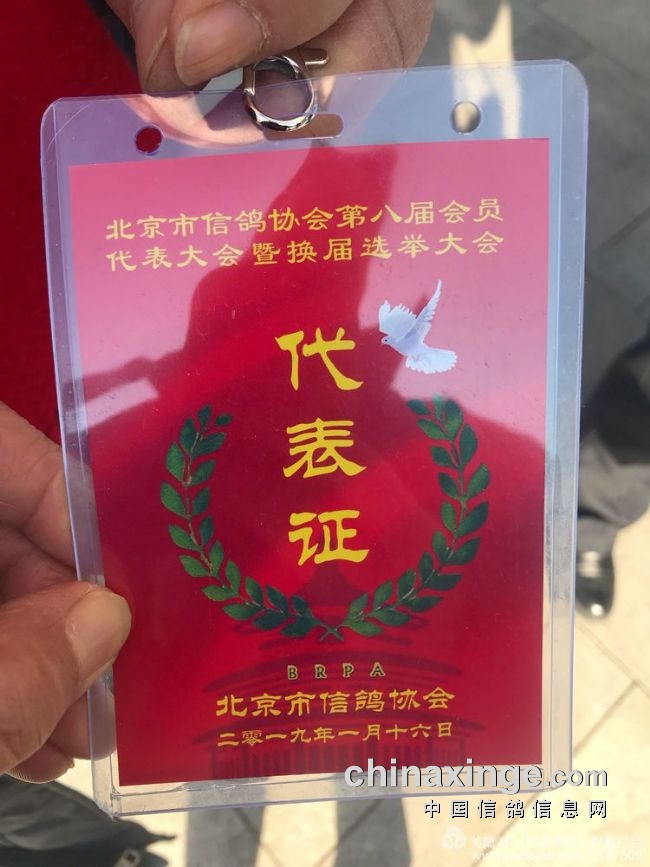 北京市信鸽协会第八届会员
代表大会暨换届选举大会
代
表
证
BRPA
北京市信鸽协会
二零一九年一月十六日
chinaxinge.com
中国信鸽信息网